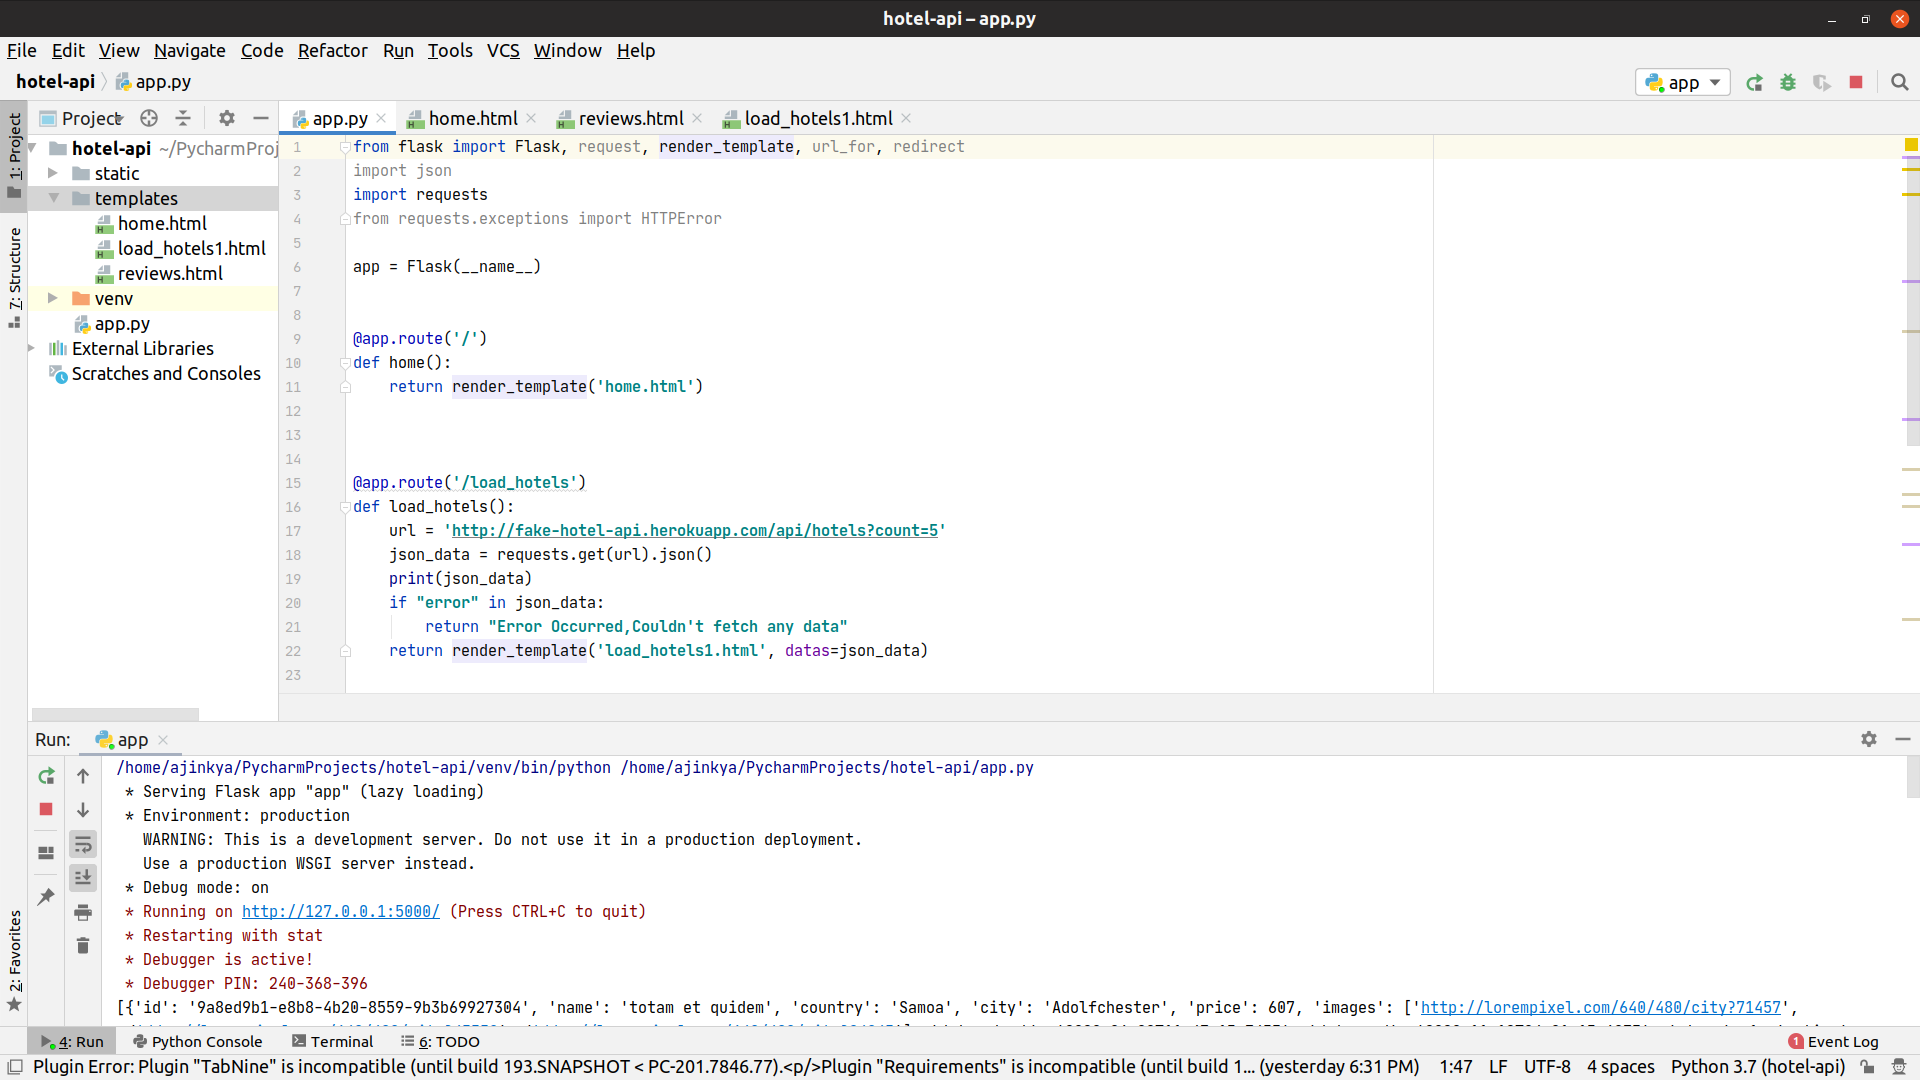 hotel-api – app.py
File Edit View Navigate Code Refactor Run Tools VCS Window Help
hotel-api app.py
app
1: Project
7: Structure
2: Favorites
Project
hotel-api ~/PycharmProj
static
templates
home.html
load_hotels1.html
reviews.html
venv
app.py
External Libraries
Scratches and Consoles
app.py home.html reviews.html load_hotels1.html
1 from flask import Flask, request, render_template, url_for, redirect
2 import json
3 import requests
4 from requests.exceptions import HTTPError
5
6 app = Flask(__name__)
7
8
9 @app.route('/')
10 def home():
11 return render_template('home.html')
12
13
14
15 @app.route('/load_hotels')
16 def load_hotels():
17 url = 'http://fake-hotel-api.herokuapp.com/api/hotels?count=5'
18 json_data = requests.get(url).json()
19 print(json_data)
20 if "error" in json_data:
21 return "Error Occurred,Couldn't fetch any data"
22 return render_template('load_hotels1.html', datas=json_data)
23
Run: app
/home/ajinkya/PycharmProjects/hotel-api/venv/bin/python /home/ajinkya/PycharmProjects/hotel-api/app.py
* Serving Flask app "app" (lazy loading)
* Environment: production
WARNING: This is a development server. Do not use it in a production deployment.
Use a production WSGI server instead.
* Debug mode: on
* Running on http://127.0.0.1:5000/ (Press CTRL+C to quit)
* Restarting with stat
* Debugger is active!
* Debugger PIN: 240-368-396
[{'id': '9a8ed9b1-e8b8-4b20-8559-9b3b69927304', 'name': 'totam et quidem', 'country': 'Samoa', 'city': 'Adolfchester', 'price': 607, 'images': ['http://lorempixel.com/640/480/city?71457',
4: Run Python Console Terminal 6: TODO 1 Event Log
Plugin Error: Plugin "TabNine" is incompatible (until build 193.SNAPSHOT < PC-201.7846.77).<p/>Plugin "Requirements" is incompatible (until build 1... (yesterday 6:31 PM) 1:47 LF UTF-8 4 spaces Python 3.7 (hotel-api)